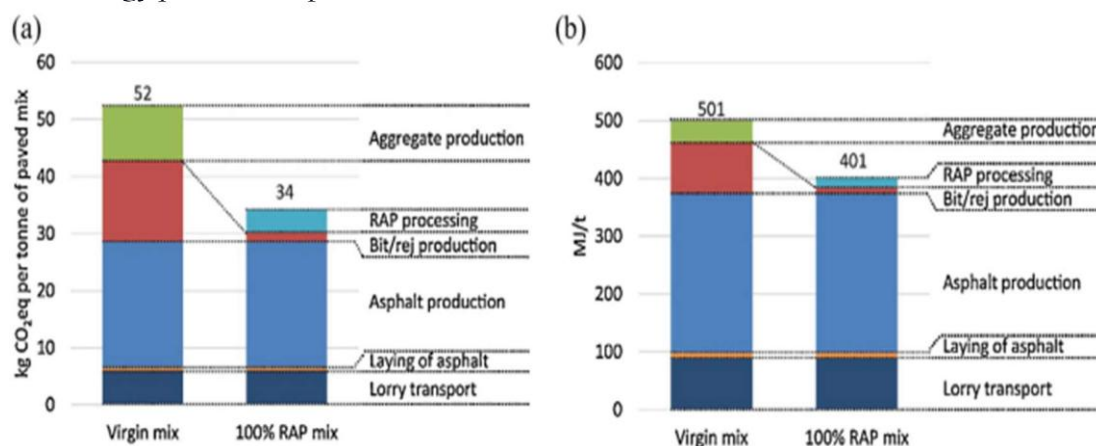 (a)
60
50
40
30
20
10
0
kg CO₂eq per tonne of paved mix
52
34
Aggregate production
RAP processing
Bit/rej production
Asphalt production
Laying of asphalt
Lorry transport
Virgin mix
100% RAP mix
(b)
600
500
400
300
200
100
0
MJ/t
501
401
Aggregate production
RAP processing
Bit/rej production
Asphalt production
Laying of asphalt
Lorry transport
Virgin mix
100% RAP mix